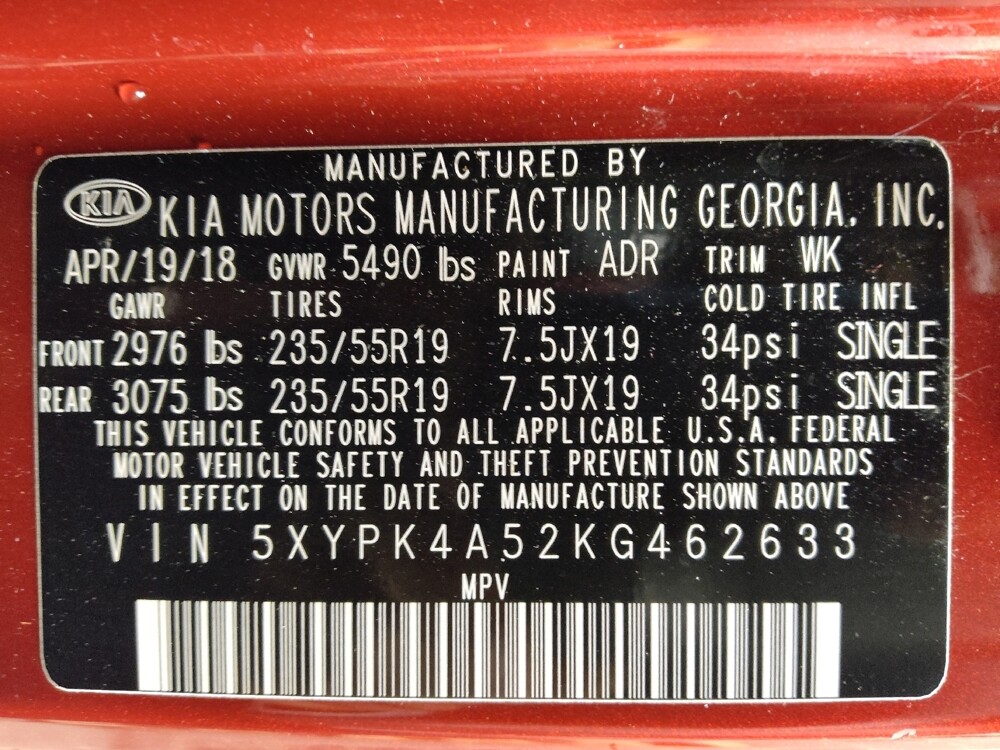 MANUFACTURED BY
KIA KIA MOTORS MANUFACTURING GEORGIA, INC.
APR/19/18 GVWR 5490 lbs PAINT ADR TRIM WK
GAWR TIRES RIMS COLD TIRE INFL
FRONT 2976 lbs 235/55R19 7.5JX19 34psi SINGLE
REAR 3075 lbs 235/55R19 7.5JX19 34psi SINGLE
THIS VEHICLE CONFORMS TO ALL APPLICABLE U.S.A. FEDERAL
MOTOR VEHICLE SAFETY AND THEFT PREVENTION STANDARDS
IN EFFECT ON THE DATE OF MANUFACTURE SHOWN ABOVE
VIN 5XYPK4A52KG462633
MPV